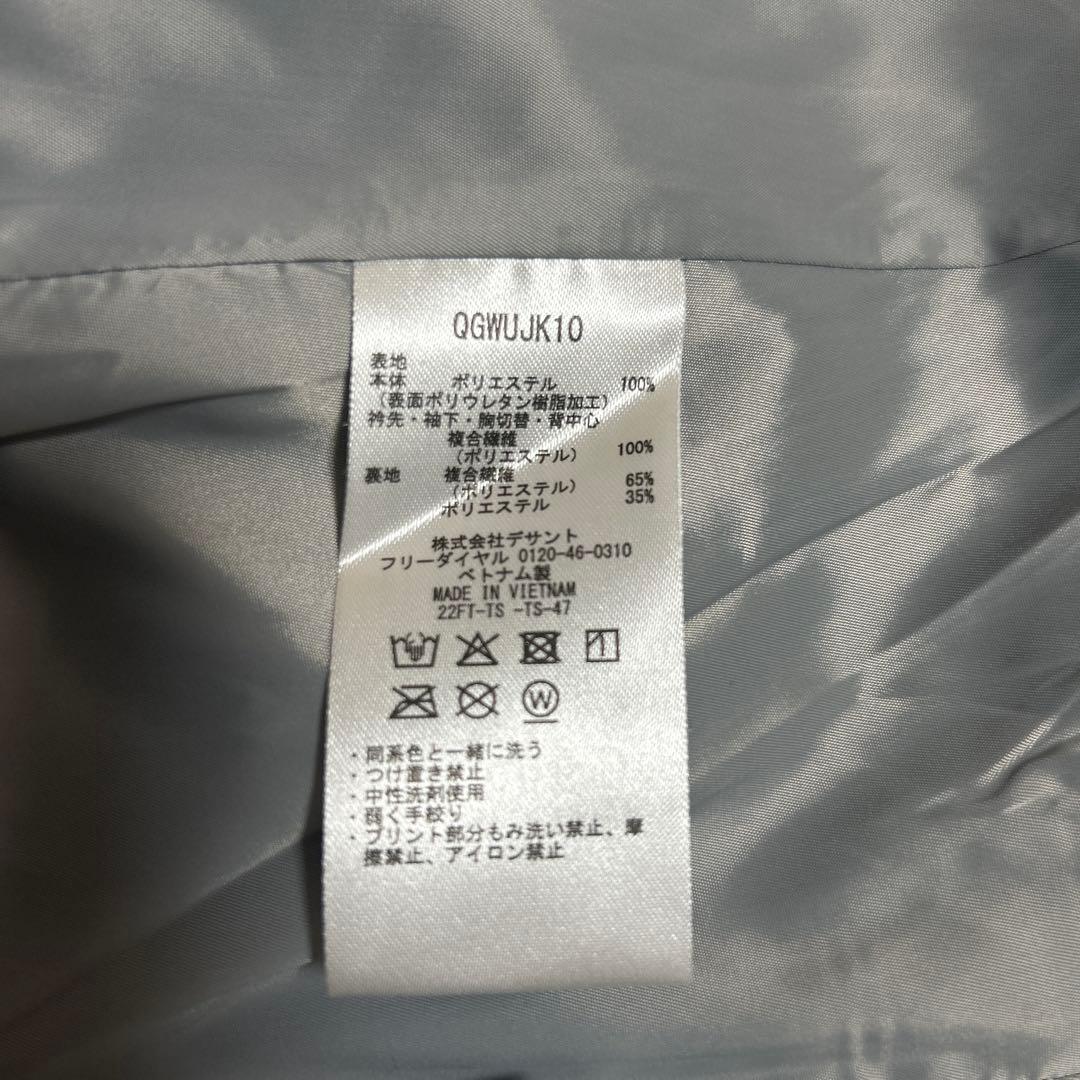 QGWUJK10
表地
本体 ポリエステル 100%
(表面ポリウレタン樹脂加工)
衿先・袖下・胸切替・背中心
複合繊維
(ポリエステル) 100%
裏地 複合繊維 65%
(ポリエステル)
ポリエステル 35%
株式会社デサント
フリーダイヤル 0120-46-0310
ベトナム製
MADE IN VIETNAM
22FT-TS -TS-47
W
・同系色と一緒に洗う
・つけ置き禁止
・中性洗剤使用
・弱く手絞り
・プリント部分もみ洗い禁止、摩
擦禁止、アイロン禁止